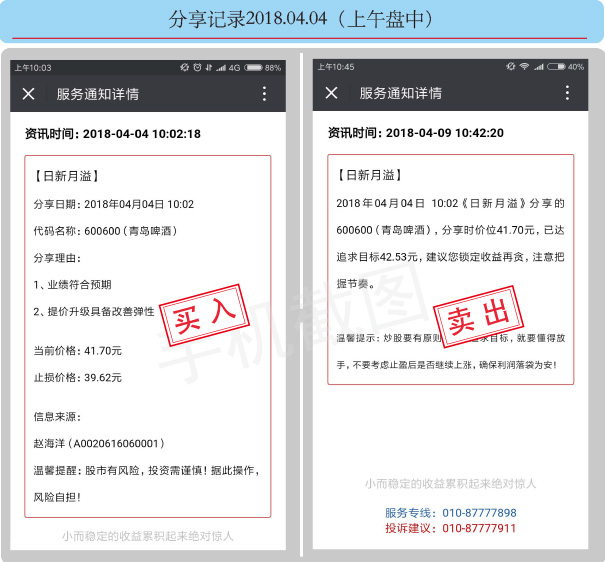 分享记录2018.04.04（上午盘中）
上午10:03
4G
88%
服务通知详情
资讯时间：2018-04-04 10:02:18
【日新月溢】
分享日期：2018年04月04日 10:02
代码名称：600600（青岛啤酒）
分享理由：
1、业绩符合预期
2、提价升级具备改善弹性
买入
当前价格：41.70元
止损价格：39.62元
信息来源：
赵海洋（A0020616060001）
温馨提醒：股市有风险，投资需谨慎！据此操作，
风险自担！
小而稳定的收益累积起来绝对惊人
上午10:45
40%
服务通知详情
资讯时间：2018-04-09 10:42:20
【日新月溢】
2018年04月04日 10:02《日新月溢》分享的
600600（青岛啤酒），分享时价位41.70元，已达
追求目标42.53元，建议您锁定收益再贪，注意把
握节奏。
卖出
温馨提示：炒股要有原则 求目标，就要懂得放
手，不要考虑止盈后是否继续上涨，确保利润落袋为安！
小而稳定的收益累积起来绝对惊人
服务专线：010-87777898
投诉建议：010-87777911
手机截图